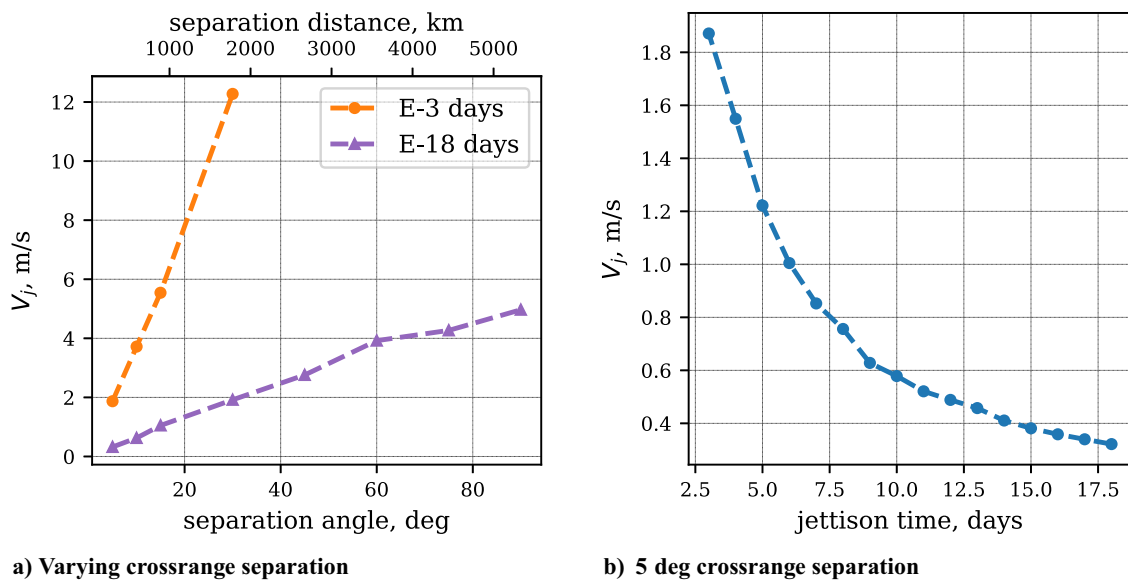 separation distance, km
1000 2000 3000 4000 5000
12
10
8
6
4
2
0
V_j, m/s
E-3 days
E-18 days
20 40 60 80
separation angle, deg
a) Varying crossrange separation
1.8
1.6
1.4
1.2
1.0
0.8
0.6
0.4
V_j, m/s
2.5 5.0 7.5 10.0 12.5 15.0 17.5
jettison time, days
b) 5 deg crossrange separation